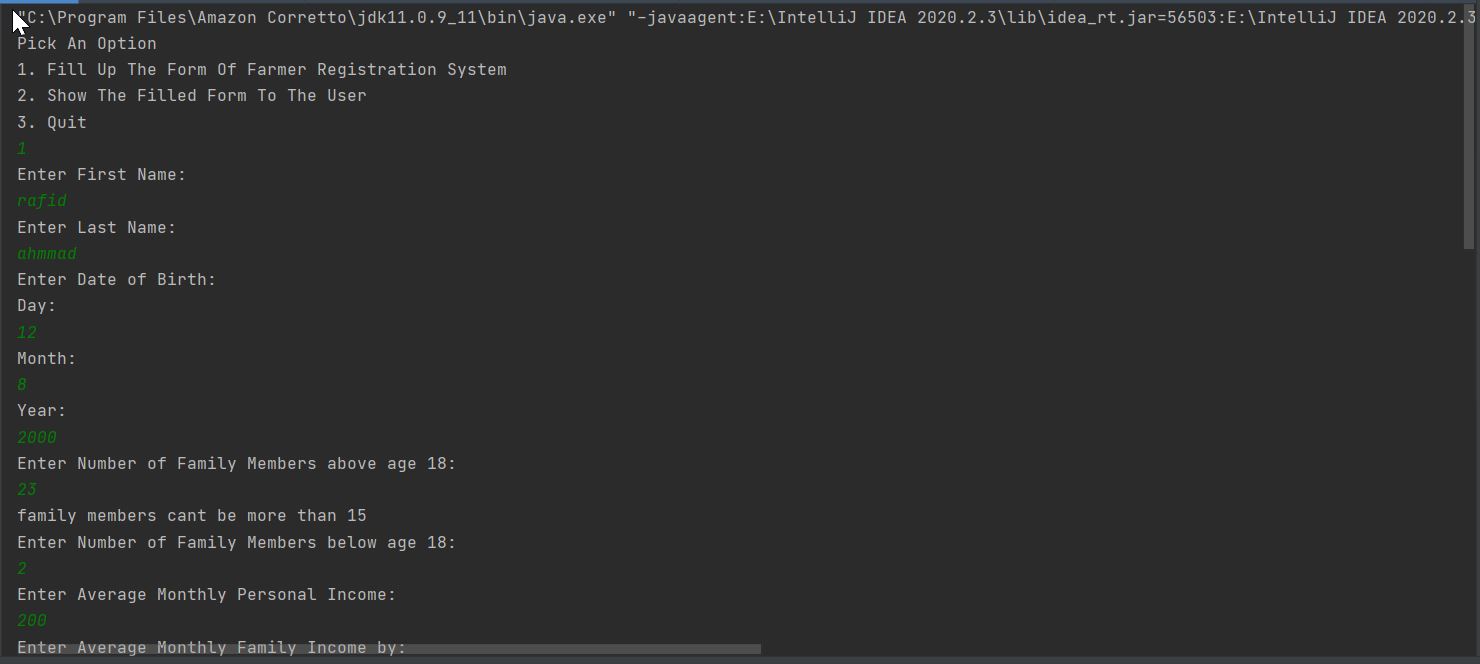 "C:\Program Files\Amazon Corretto\jdk11.0.9_11\bin\java.exe" "-javaagent:E:\IntelliJ IDEA 2020.2.3\lib\idea_rt.jar=56503:E:\IntelliJ IDEA 2020.2.3
Pick An Option
1. Fill Up The Form Of Farmer Registration System
2. Show The Filled Form To The User
3. Quit
1
Enter First Name:
rafid
Enter Last Name:
ahmmad
Enter Date of Birth:
Day:
12
Month:
8
Year:
2000
Enter Number of Family Members above age 18:
23
family members cant be more than 15
Enter Number of Family Members below age 18:
2
Enter Average Monthly Personal Income:
200
Enter Average Monthly Family Income by: